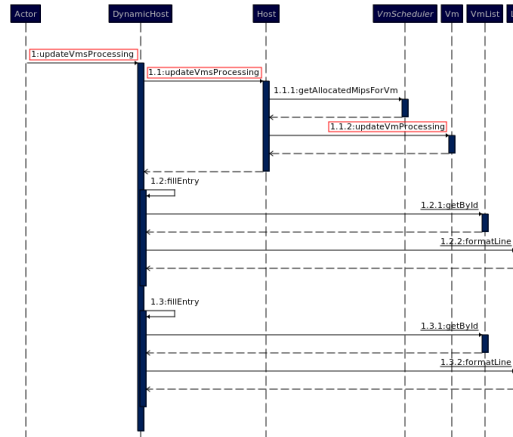 Actor DynamicHost Host VmScheduler Vm VmList
1:updateVmsProcessing
1.1:updateVmsProcessing
1.1.1:getAllocatedMipsForVm
1.1.2:updateVmProcessing
1.2:fillEntry
1.2.1:getById
1.2.2:formatLine
1.3:fillEntry
1.3.1:getById
1.3.2:formatLine